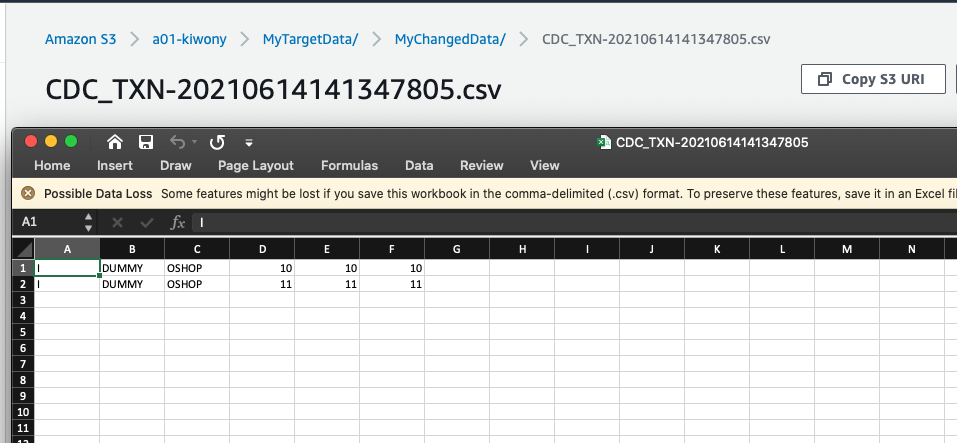 Amazon S3 > a01-kiwony > MyTargetData/ > MyChangedData/ > CDC_TXN-20210614141347805.csv
CDC_TXN-20210614141347805.csv
Copy S3 URI
CDC_TXN-20210614141347805
Home Insert Draw Page Layout Formulas Data Review View
Possible Data Loss Some features might be lost if you save this workbook in the comma-delimited (.csv) format. To preserve these features, save it in an Excel fil
A1 fx I
A B C D E F G H I J K L M N
1 I DUMMY OSHOP 10 10 10
2 I DUMMY OSHOP 11 11 11
3
4
5
6
7
8
9
10
11